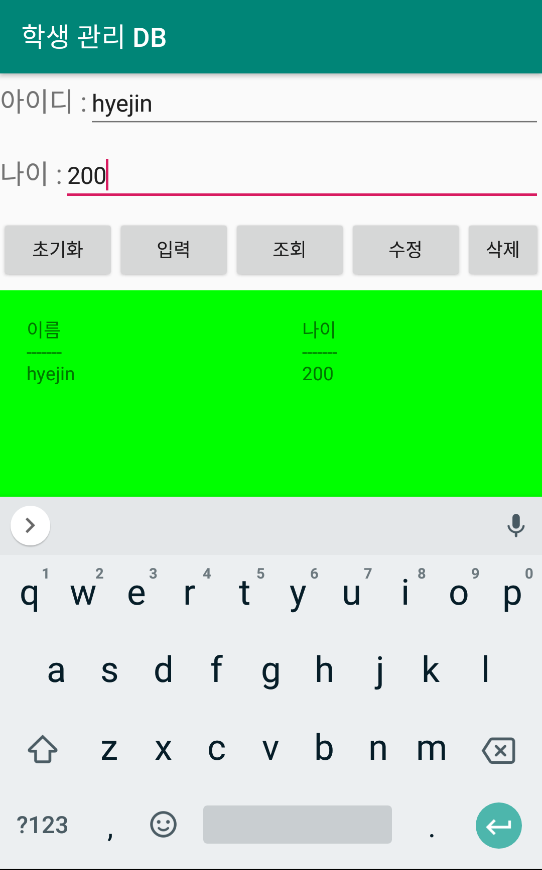 학생 관리 DB
아이디 : hyejin
나이 : 200
초기화 입력 조회 수정 삭제
이름 나이
------- -------
hyejin 200
1 2 3 4 5 6 7 8 9 0
q w e r t y u i o p
a s d f g h j k l
z x c v b n m
?123 , .